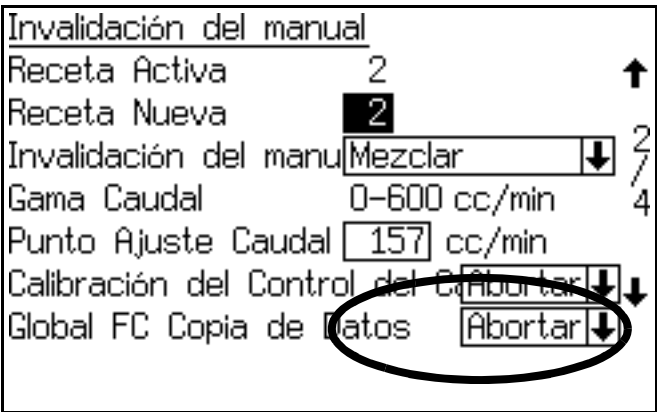 Invalidación del manual
Receta Activa 2
Receta Nueva 2
Invalidación del manu Mezclar
Gama Caudal 0-600 cc/min
Punto Ajuste Caudal 157 cc/min
Calibración del Control del Ca Abortar
Global FC Copia de Datos Abortar
2/4